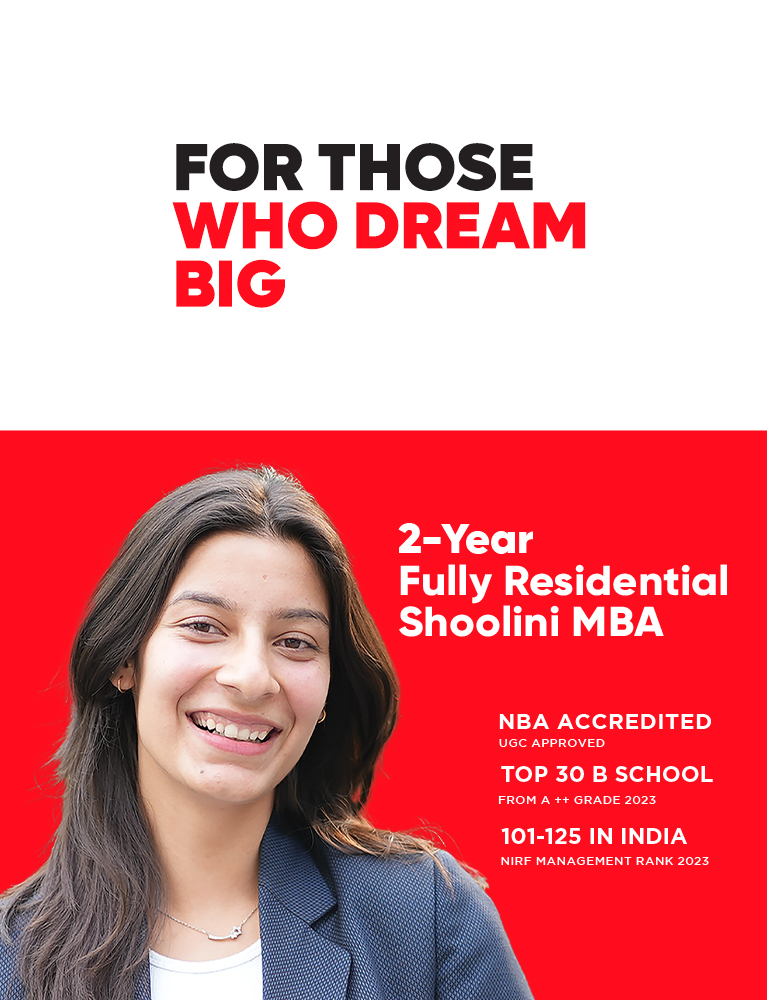 FOR THOSE
WHO DREAM
BIG
2-Year
Fully Residential
Shoolini MBA
NBA ACCREDITED
UGC APPROVED
TOP 30 B SCHOOL
FROM A ++ GRADE 2023
101-125 IN INDIA
NIRF MANAGEMENT RANK 2023